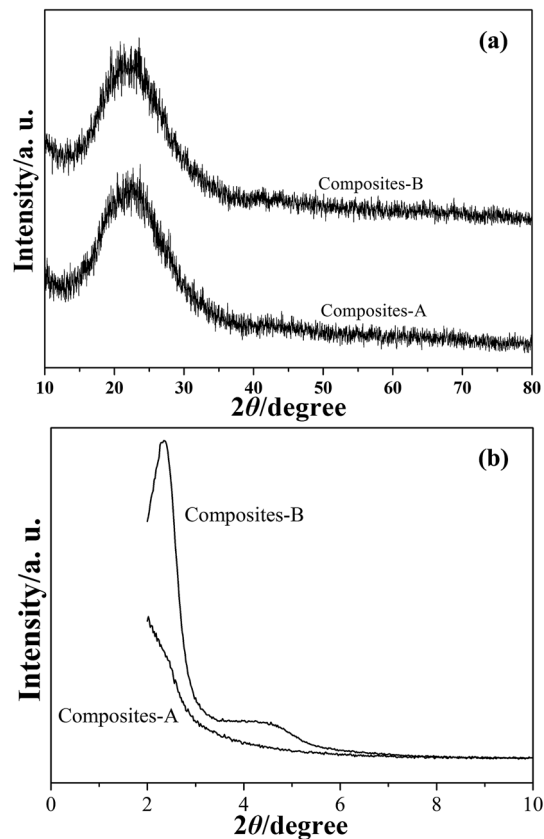 (a)
Intensity/a. u.
Composites-B
Composites-A
10 20 30 40 50 60 70 80
2θ/degree
(b)
Intensity/a. u.
Composites-B
Composites-A
0 2 4 6 8 10
2θ/degree